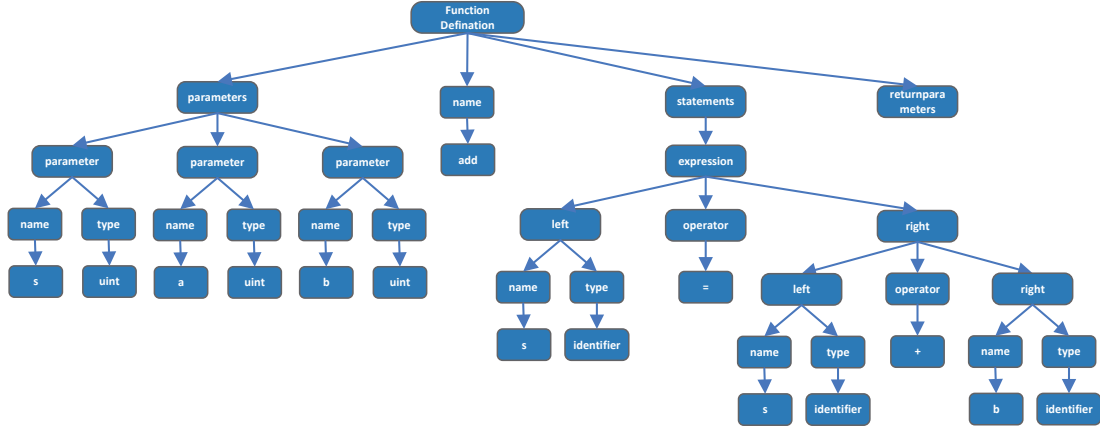 Function
Defination
parameters
name
statements
returnpara
meters
parameter
parameter
parameter
add
expression
name
type
name
type
name
type
left
operator
right
s
uint
a
uint
b
uint
name
type
=
left
operator
right
s
identifier
name
type
+
name
type
s
identifier
b
identifier